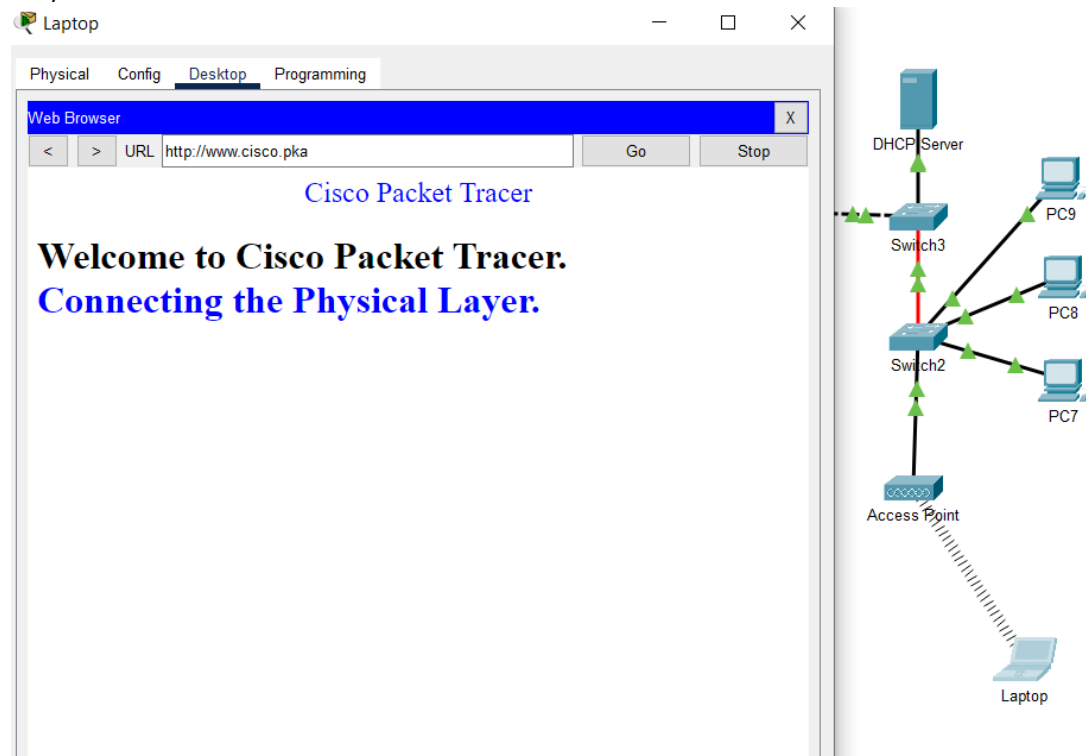 Laptop
Physical Config Desktop Programming
Web Browser X
< > URL http://www.cisco.pka Go Stop
Cisco Packet Tracer
Welcome to Cisco Packet Tracer.
Connecting the Physical Layer.
DHCP Server
PC9
Switch3
PC8
Switch2
PC7
Access Point
Laptop